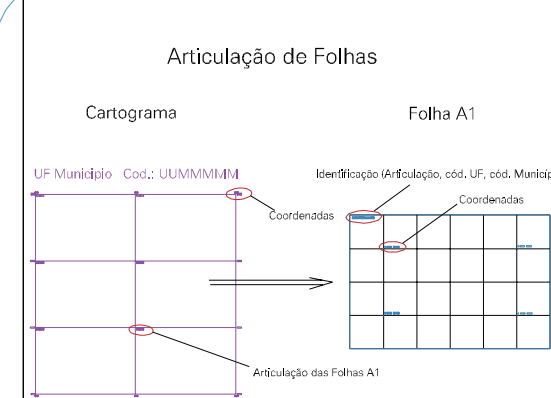 Articulação de Folhas
Cartograma
Folha A1
UF Municipio Cod.: UUMMMMM
Identificação (Articulação, cód. UF, cód. Municíp
Coordenadas
Coordenadas
Articulação das Folhas A1